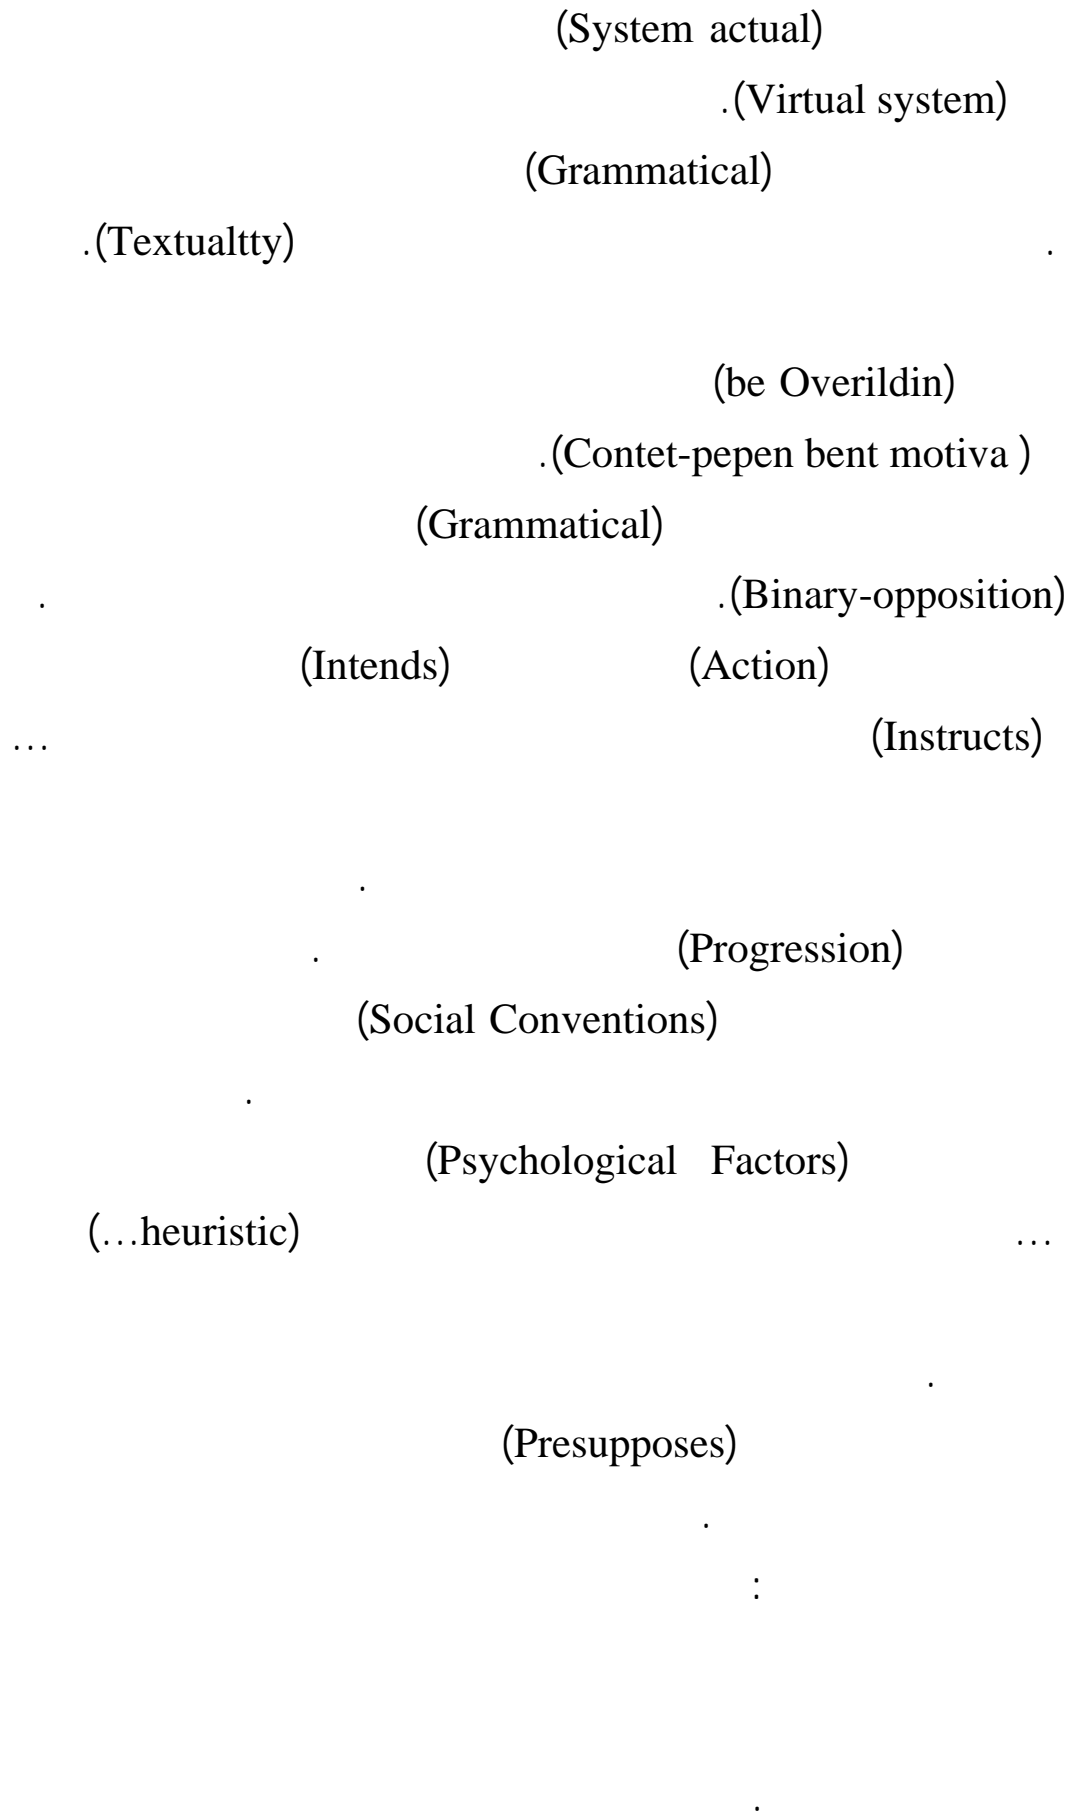 (System actual)
.(Virtual system)
(Grammatical)
. .(Textualtty)
(be Overildin)
.(Contet-pepen bent motiva )
(Grammatical)
.(Binary-opposition) .
(Action) (Intends)
(Instructs) …
.
(Progression) .
(Social Conventions)
.
(Psychological Factors)
… (…heuristic)
.
(Presupposes)
.
:
.